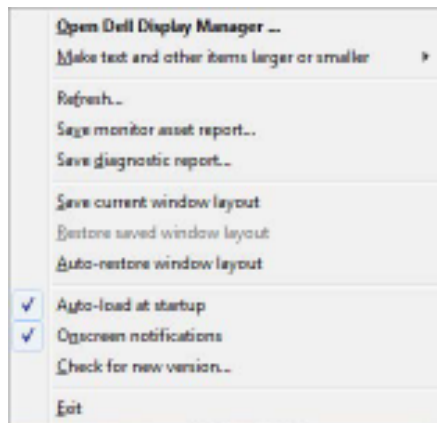 Open Dell Display Manager ...
Make text and other items larger or smaller
Refresh...
Save monitor asset report...
Save diagnostic report...
Save current window layout
Restore saved window layout
Auto-restore window layout
Auto-load at startup
Onscreen notifications
Check for new version...
Exit